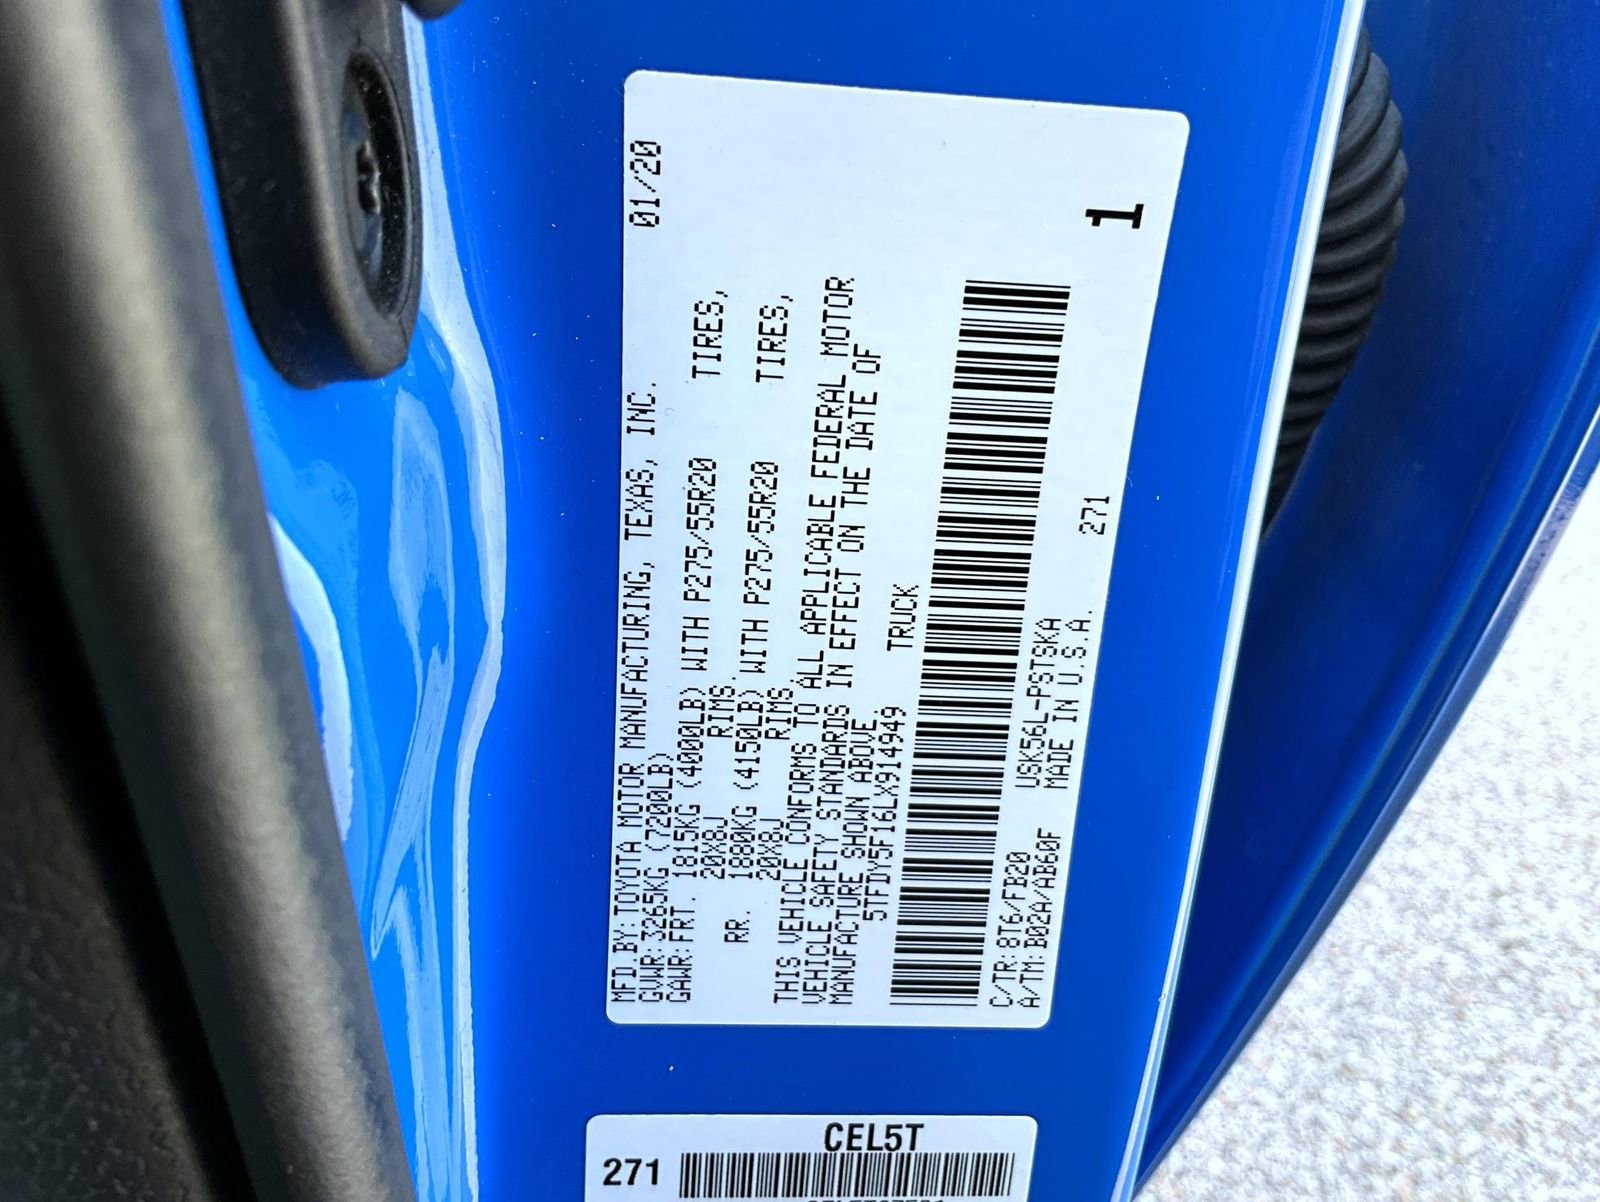 01/20
MFD.BY:TOYOTA MOTOR MANUFACTURING, TEXAS, INC.
GVWR:3265KG (7200LB)
GAWR:FRT. 1815KG (4000LB) WITH P275/55R20 TIRES,
20X8J RIMS.
RR. 1880KG (4150LB) WITH P275/55R20 TIRES,
20X8J RIMS.
THIS VEHICLE CONFORMS TO ALL APPLICABLE FEDERAL MOTOR
VEHICLE SAFETY STANDARDS IN EFFECT ON THE DATE OF
MANUFACTURE SHOWN ABOVE.
5TFDY5F16LX914949 TRUCK
C/TR:8T6/FB20 USK56L-PSTSKA 271
A/TM:B02A/AB60F MADE IN U.S.A.
1
CEL5T
271